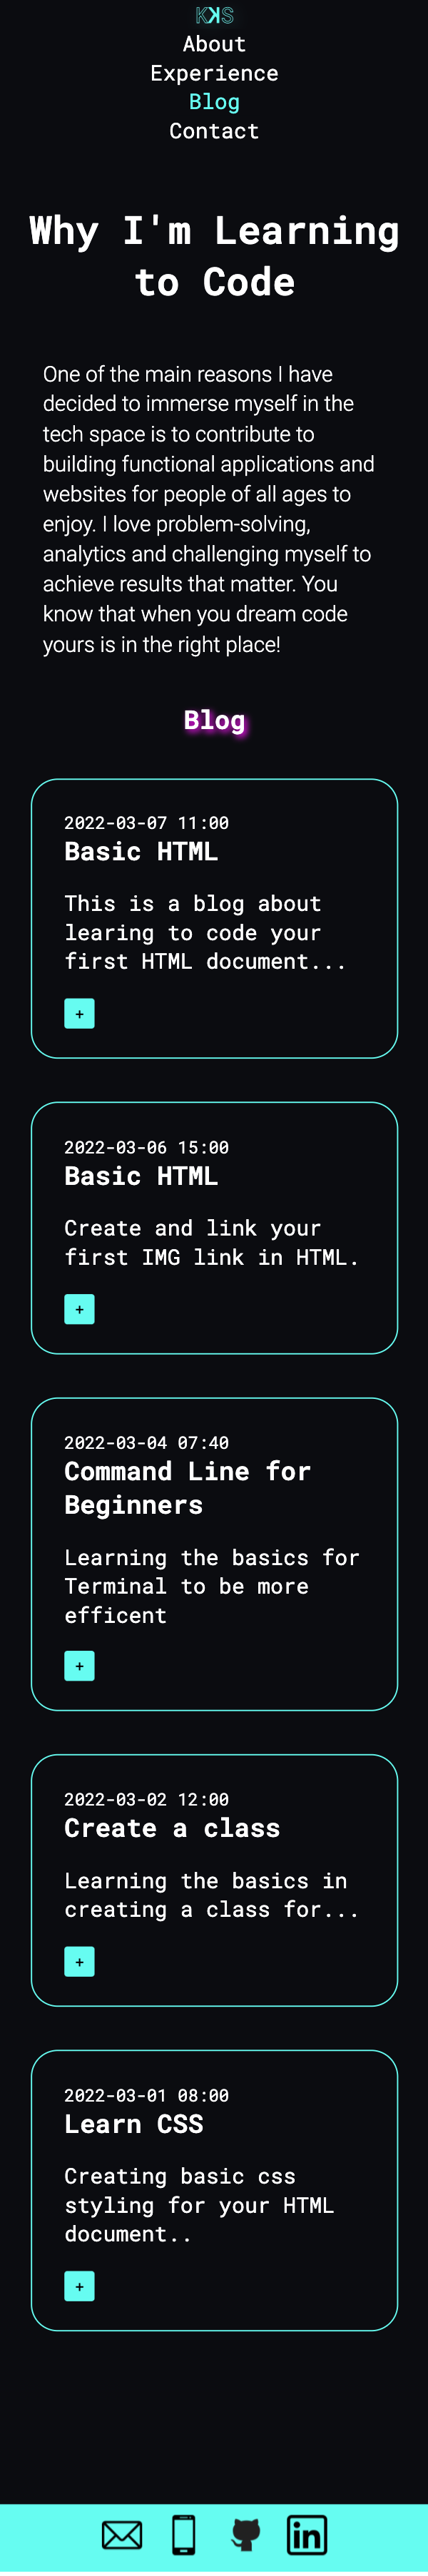 KKS
About
Experience
Blog
Contact
Why I'm Learning
to Code
One of the main reasons I have
decided to immerse myself in the
tech space is to contribute to
building functional applications and
websites for people of all ages to
enjoy. I love problem-solving,
analytics and challenging myself to
achieve results that matter. You
know that when you dream code
yours is in the right place!
Blog
2022-03-07 11:00
Basic HTML
This is a blog about
learing to code your
first HTML document...
+
2022-03-06 15:00
Basic HTML
Create and link your
first IMG link in HTML.
+
2022-03-04 07:40
Command Line for
Beginners
Learning the basics for
Terminal to be more
efficent
+
2022-03-02 12:00
Create a class
Learning the basics in
creating a class for...
+
2022-03-01 08:00
Learn CSS
Creating basic css
styling for your HTML
document..
+
in